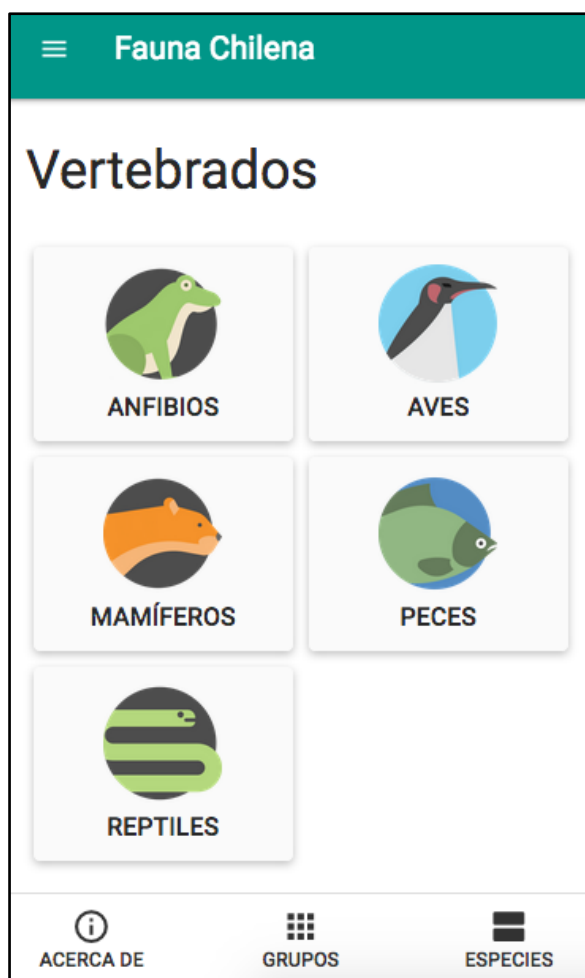 Fauna Chilena
Vertebrados
ANFIBIOS
AVES
MAMÍFEROS
PECES
REPTILES
ACERCA DE
GRUPOS
ESPECIES